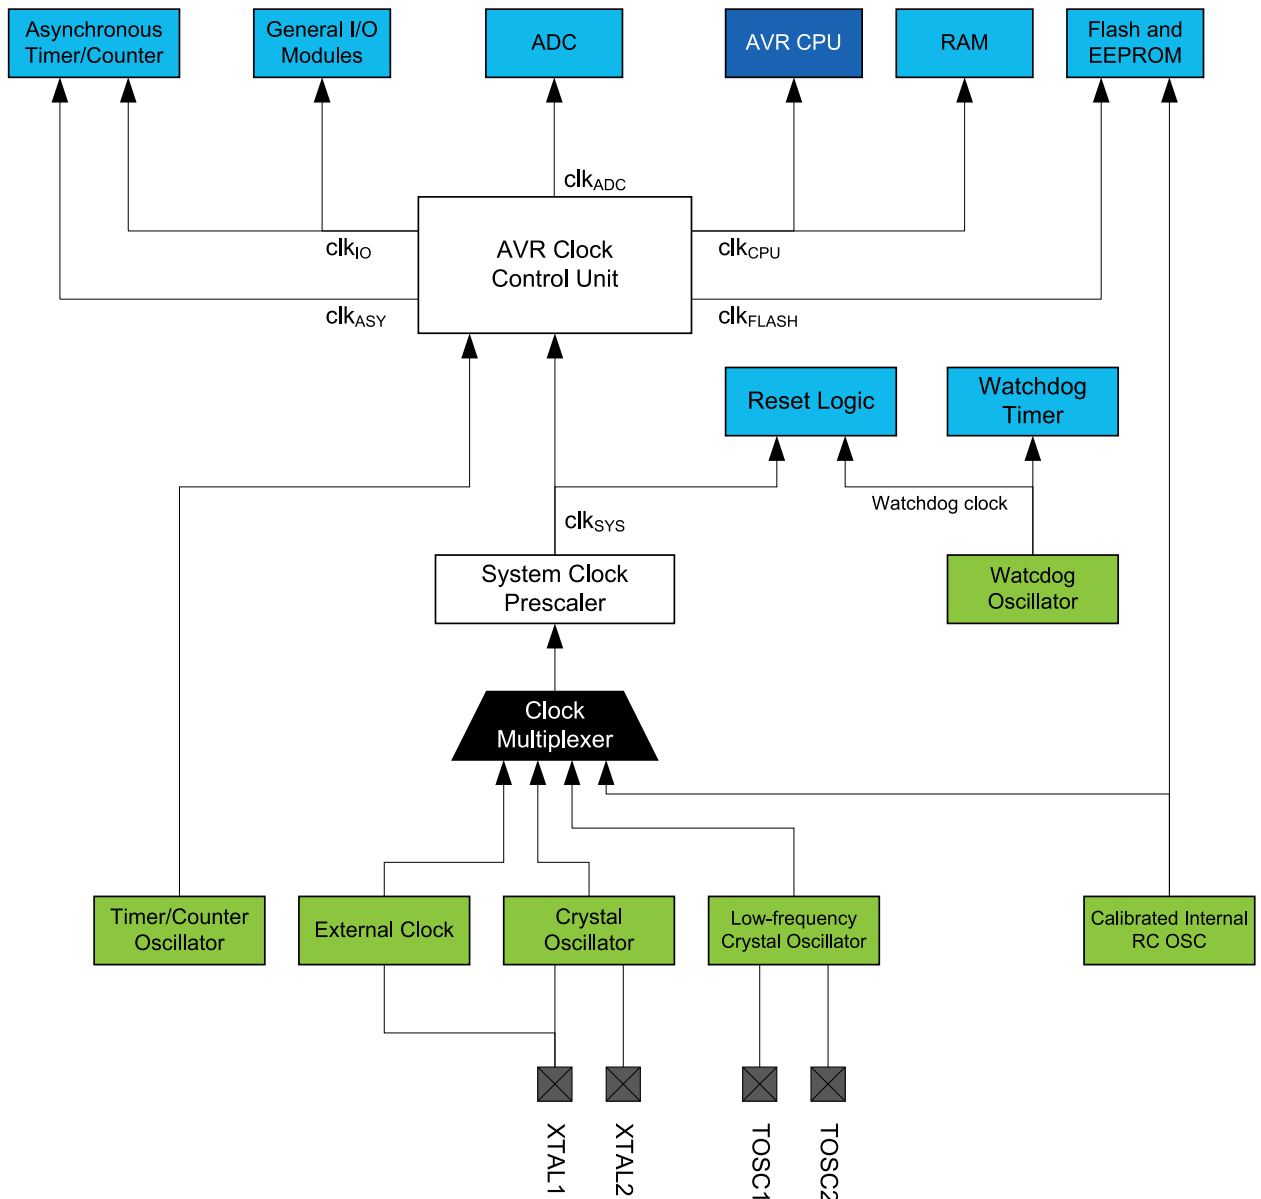 Asynchronous
Timer/Counter
General I/O
Modules
ADC
AVR CPU
RAM
Flash and
EEPROM
clkADC
clkIO
AVR Clock
Control Unit
clkCPU
clkASY
clkFLASH
Reset Logic
Watchdog
Timer
Watchdog clock
clkSYS
System Clock
Prescaler
Watcdog
Oscillator
Clock
Multiplexer
Timer/Counter
Oscillator
External Clock
Crystal
Oscillator
Low-frequency
Crystal Oscillator
Calibrated Internal
RC OSC
XTAL1
XTAL2
TOSC1
TOSC2